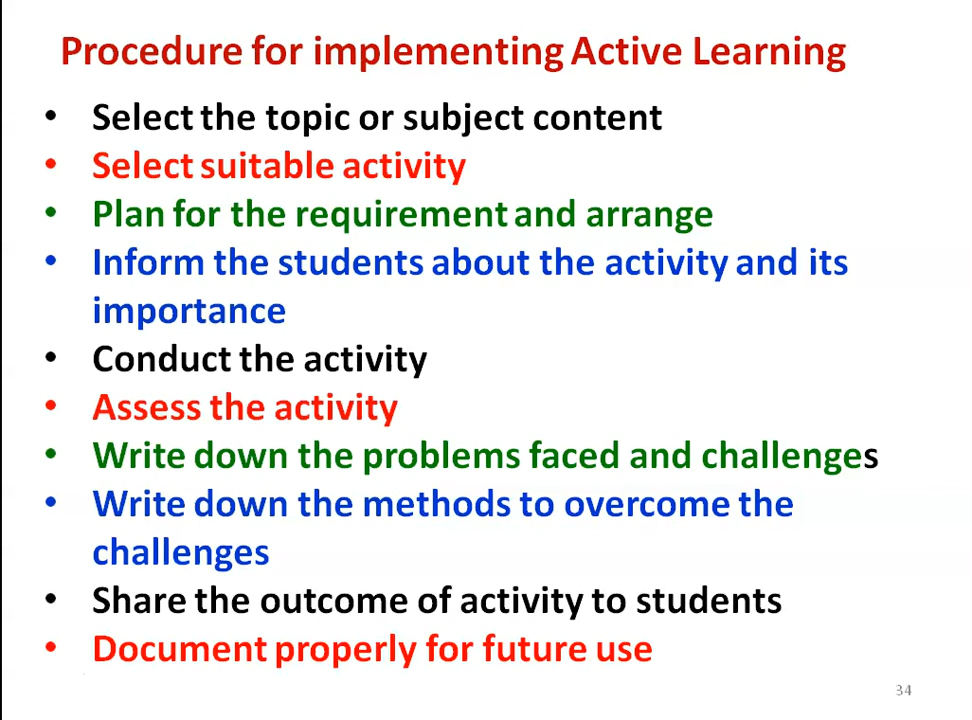 Procedure for implementing Active Learning
• Select the topic or subject content
• Select suitable activity
• Plan for the requirement and arrange
• Inform the students about the activity and its
importance
• Conduct the activity
• Assess the activity
• Write down the problems faced and challenges
• Write down the methods to overcome the
challenges
• Share the outcome of activity to students
• Document properly for future use
34